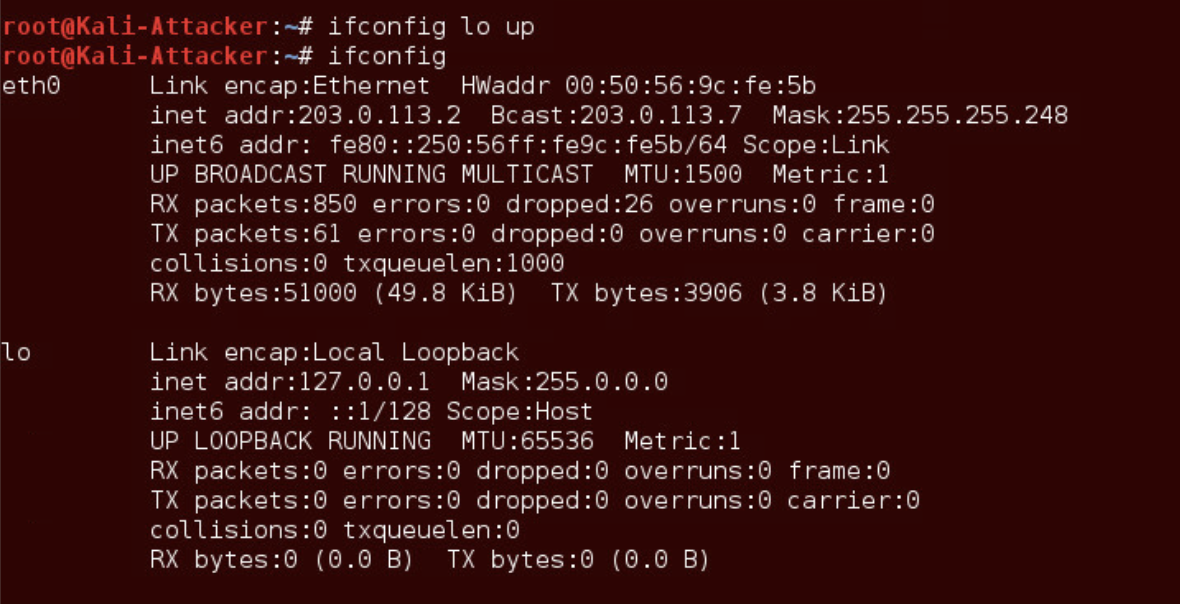 root@Kali-Attacker:~# ifconfig lo up
root@Kali-Attacker:~# ifconfig
eth0      Link encap:Ethernet  HWaddr 00:50:56:9c:fe:5b
          inet addr:203.0.113.2  Bcast:203.0.113.7  Mask:255.255.255.248
          inet6 addr: fe80::250:56ff:fe9c:fe5b/64 Scope:Link
          UP BROADCAST RUNNING MULTICAST  MTU:1500  Metric:1
          RX packets:850 errors:0 dropped:26 overruns:0 frame:0
          TX packets:61 errors:0 dropped:0 overruns:0 carrier:0
          collisions:0 txqueuelen:1000
          RX bytes:51000 (49.8 KiB)  TX bytes:3906 (3.8 KiB)

lo        Link encap:Local Loopback
          inet addr:127.0.0.1  Mask:255.0.0.0
          inet6 addr: ::1/128 Scope:Host
          UP LOOPBACK RUNNING  MTU:65536  Metric:1
          RX packets:0 errors:0 dropped:0 overruns:0 frame:0
          TX packets:0 errors:0 dropped:0 overruns:0 carrier:0
          collisions:0 txqueuelen:0
          RX bytes:0 (0.0 B)  TX bytes:0 (0.0 B)